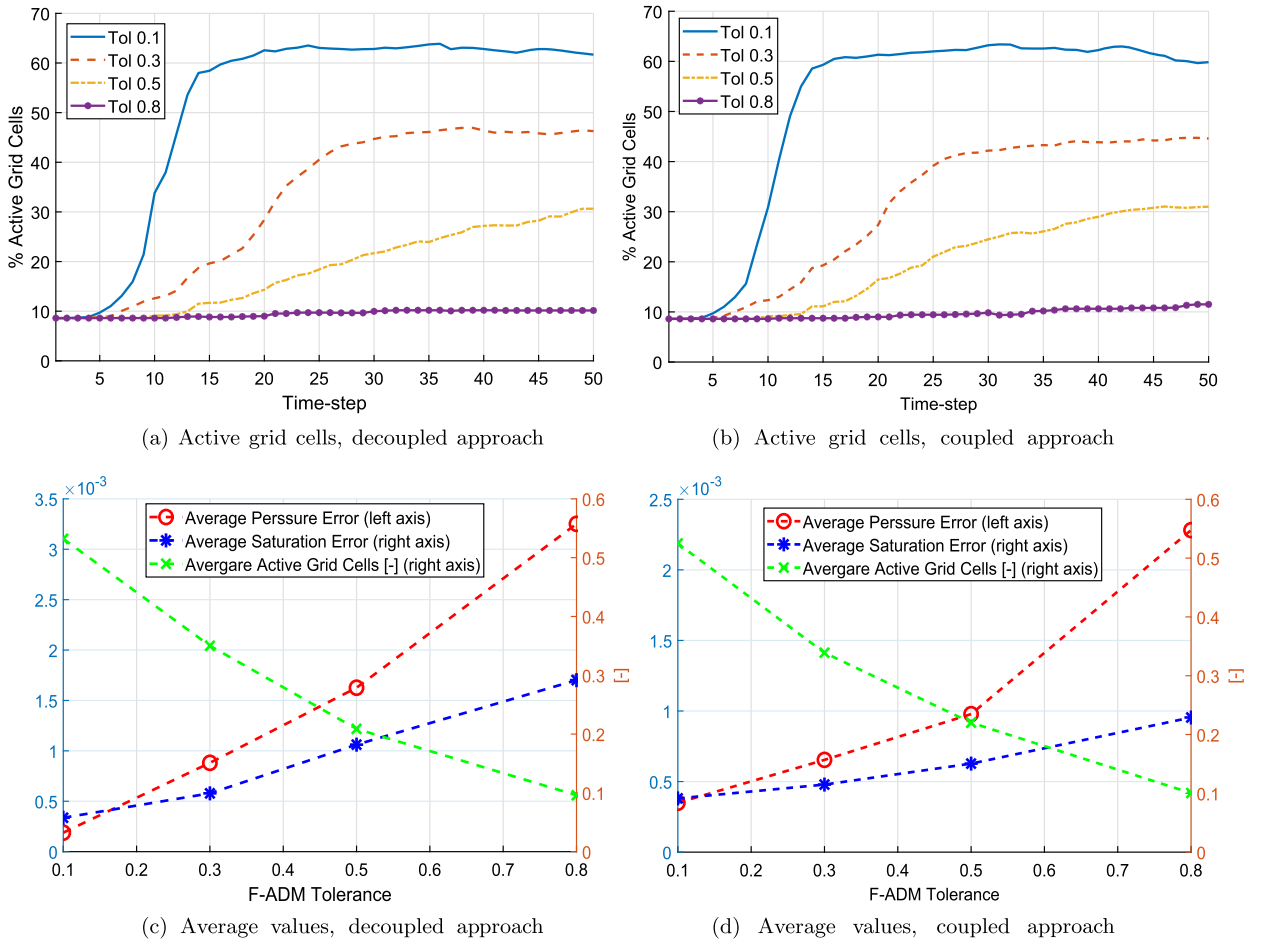 70
60
50
40
30
20
10
0
% Active Grid Cells
Tol 0.1
Tol 0.3
Tol 0.5
Tol 0.8
5 10 15 20 25 30 35 40 45 50
Time-step
(a) Active grid cells, decoupled approach
70
60
50
40
30
20
10
0
% Active Grid Cells
Tol 0.1
Tol 0.3
Tol 0.5
Tol 0.8
5 10 15 20 25 30 35 40 45 50
Time-step
(b) Active grid cells, coupled approach
×10-3
3.5
3
2.5
2
1.5
1
0.5
0
Average Perssure Error (left axis)
Average Saturation Error (right axis)
Avergare Active Grid Cells [-] (right axis)
0.6
0.5
0.4
0.3
0.2
0.1
0
[-]
0.1 0.2 0.3 0.4 0.5 0.6 0.7 0.8
F-ADM Tolerance
(c) Average values, decoupled approach
×10-3
2.5
2
1.5
1
0.5
0
Average Perssure Error (left axis)
Average Saturation Error (right axis)
Avergare Active Grid Cells [-] (right axis)
0.6
0.5
0.4
0.3
0.2
0.1
0
[-]
0.1 0.2 0.3 0.4 0.5 0.6 0.7 0.8
F-ADM Tolerance
(d) Average values, coupled approach